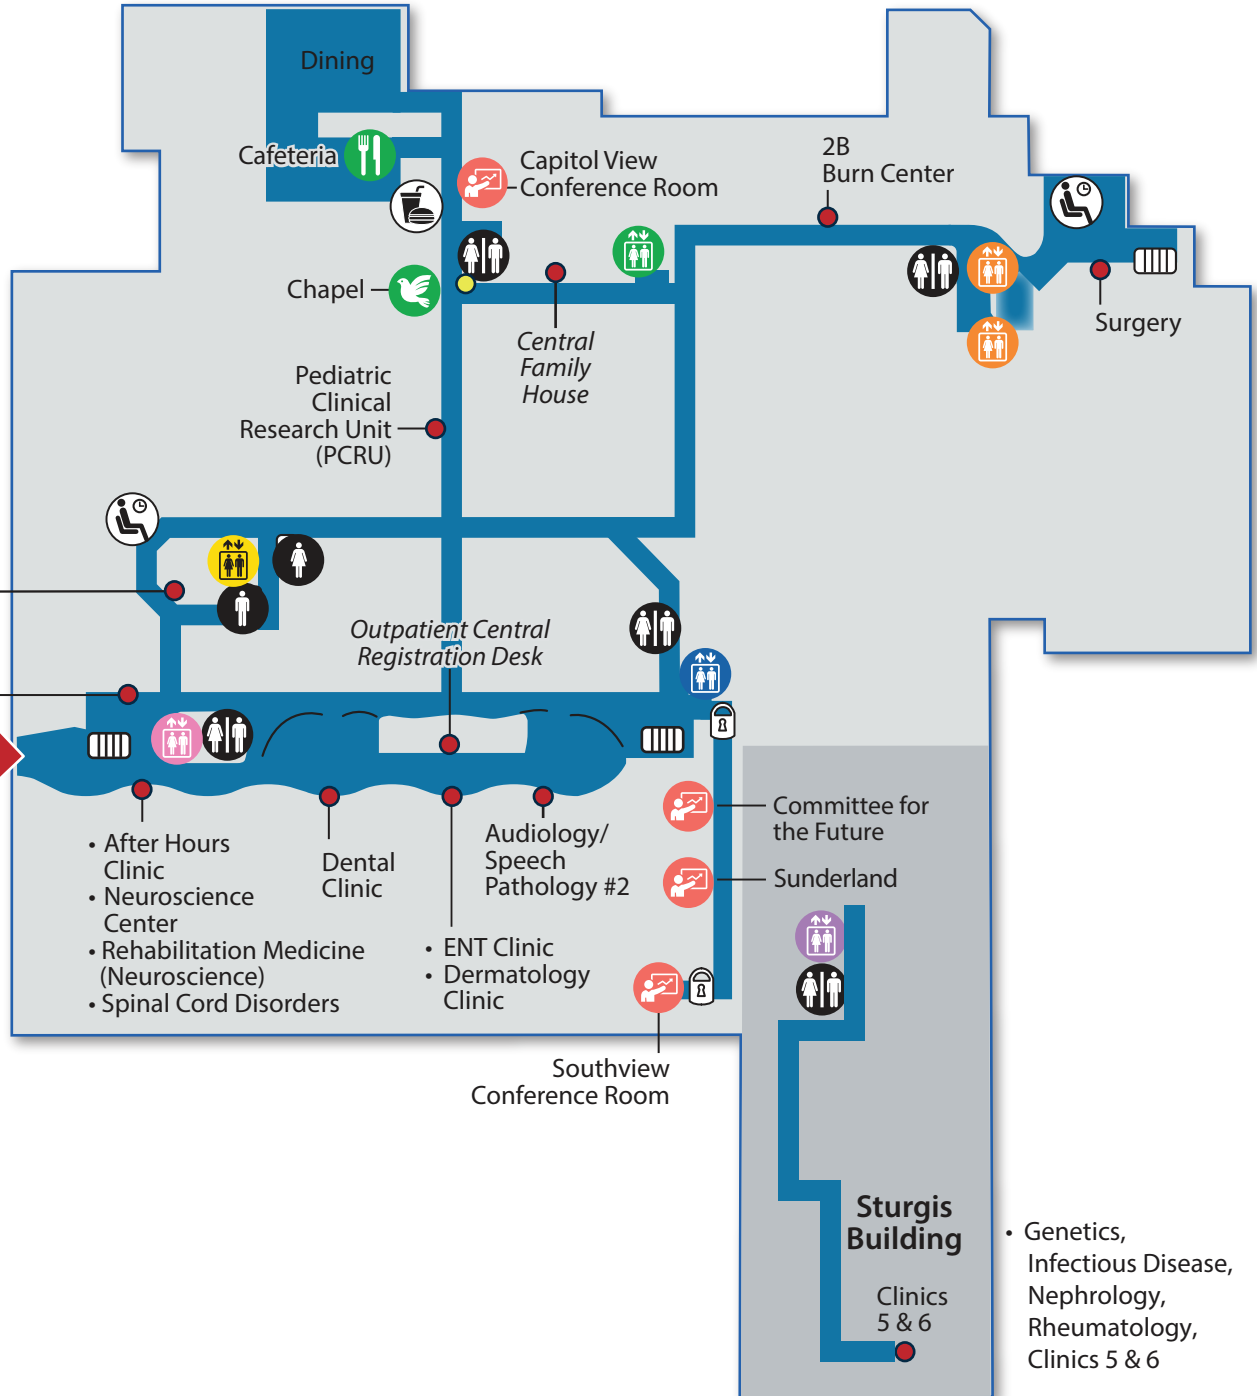 Dining
Cafeteria
Capitol View
Conference Room
2B
Burn Center
Chapel
Surgery
Central
Family
House
Pediatric
Clinical
Research Unit
(PCRU)
Outpatient Central
Registration Desk
• After Hours
Clinic
• Neuroscience
Center
• Rehabilitation Medicine
(Neuroscience)
• Spinal Cord Disorders
Dental
Clinic
Audiology/
Speech
Pathology #2
• ENT Clinic
• Dermatology
Clinic
Committee for
the Future
Sunderland
Southview
Conference Room
Sturgis
Building
Clinics
5 & 6
• Genetics,
Infectious Disease,
Nephrology,
Rheumatology,
Clinics 5 & 6